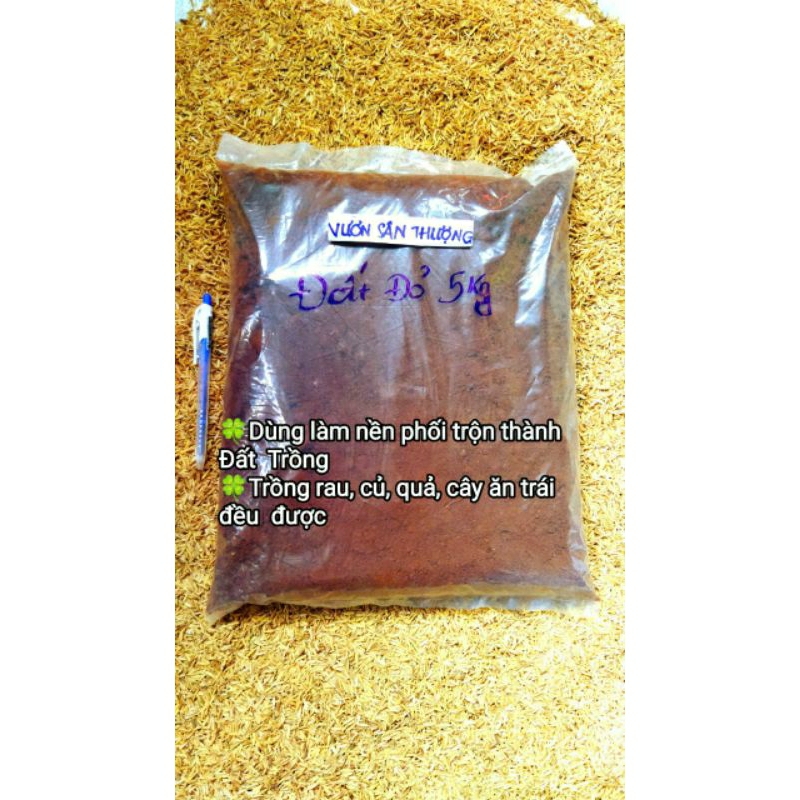 VƯỜN SÂN THƯỢNG
Đất Đỏ 5Kg
🍀Dùng làm nền phối trộn thành
Đất Trồng
🍀Trồng rau, củ, quả, cây ăn trái
đều được